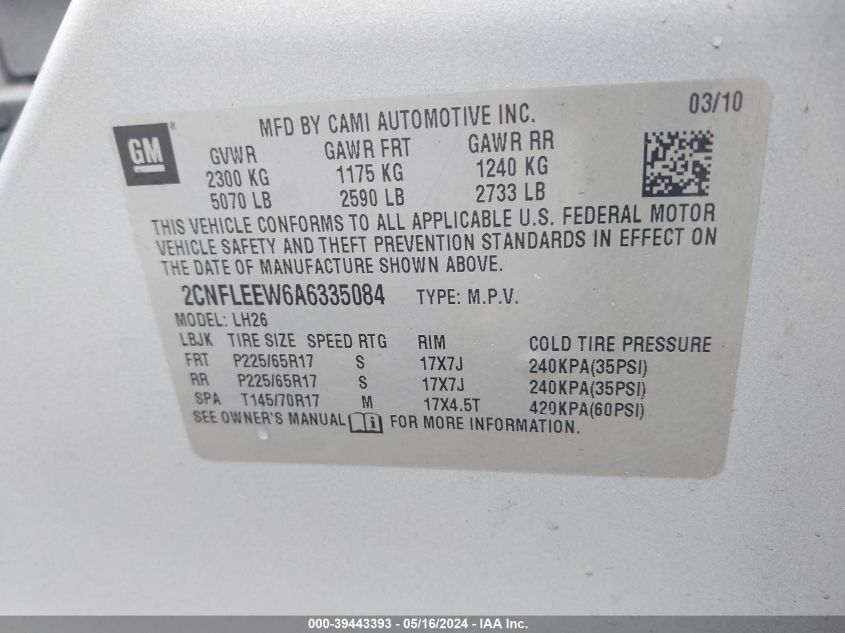 03/10
MFD BY CAMI AUTOMOTIVE INC.
GM
GVWR GAWR FRT GAWR RR
2300 KG 1175 KG 1240 KG
5070 LB 2590 LB 2733 LB
THIS VEHICLE CONFORMS TO ALL APPLICABLE U.S. FEDERAL MOTOR
VEHICLE SAFETY AND THEFT PREVENTION STANDARDS IN EFFECT ON
THE DATE OF MANUFACTURE SHOWN ABOVE.
2CNFLEEW6A6335084 TYPE: M.P.V.
MODEL: LH26
LBJK TIRE SIZE SPEED RTG RIM COLD TIRE PRESSURE
FRT P225/65R17 S 17X7J 240KPA(35PSI)
RR P225/65R17 S 17X7J 240KPA(35PSI)
SPA T145/70R17 M 17X4.5T 420KPA(60PSI)
SEE OWNER'S MANUAL FOR MORE INFORMATION.
000-39443393 - 05/16/2024 - IAA Inc.